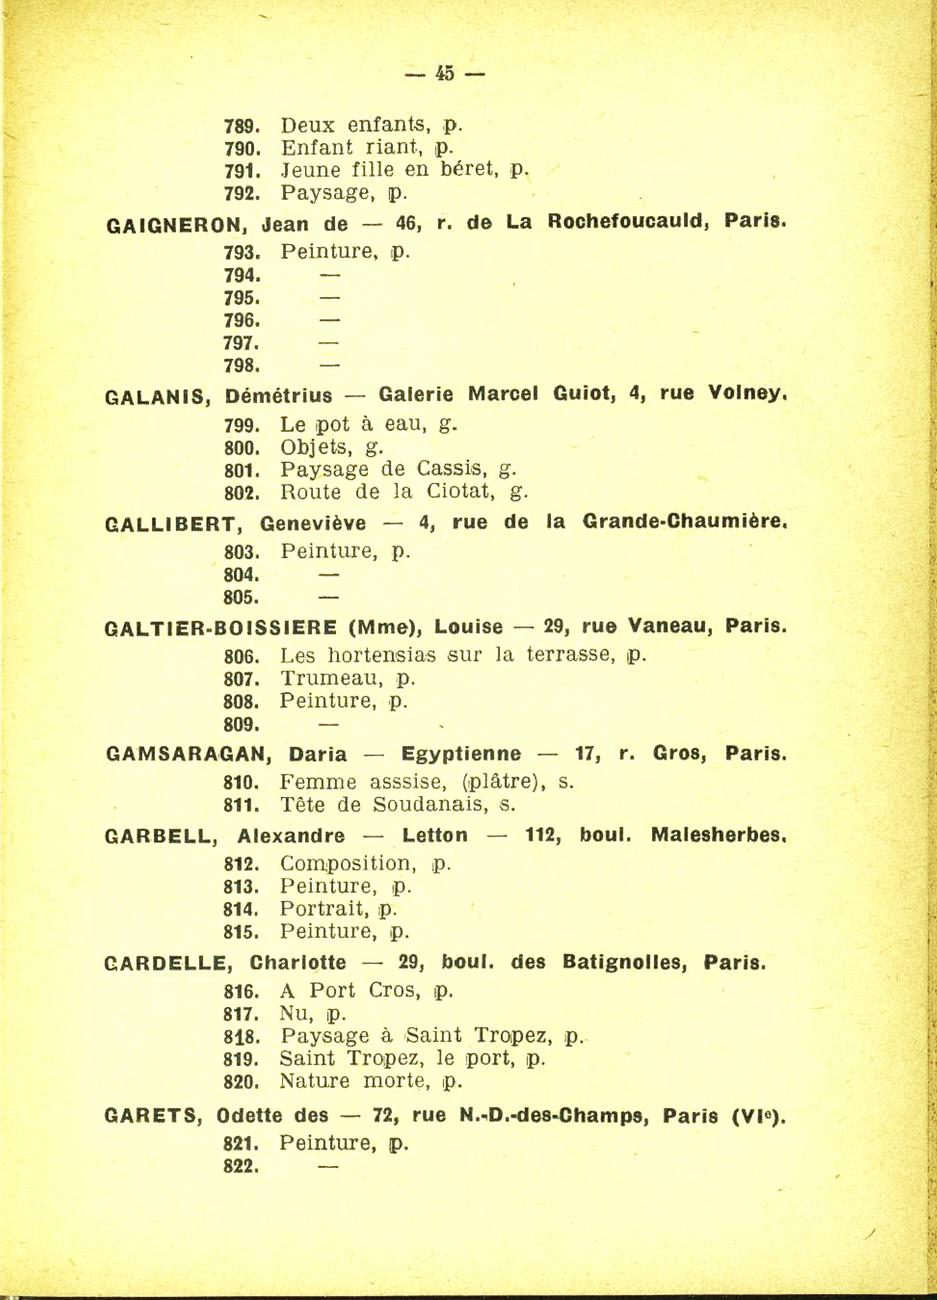 — 45 —
789. Deux enfants, p.
790. Enfant riant, p.
791. Jeune fille en béret, p.
792. Paysage, p.
GAIGNERON, Jean de — 46, r. de La Rochefoucauld, Paris.
793. Peinture, p.
794. —
795. —
796. —
797. —
798. —
GALANIS, Démétrius — Galerie Marcel Guiot, 4, rue Volney.
799. Le pot à eau, g.
800. Objets, g.
801. Paysage de Cassis, g.
802. Route de la Ciotat, g.
GALLIBERT, Geneviève — 4, rue de la Grande-Chaumière.
803. Peinture, p.
804. —
805. —
GALTIER-BOISSIERE (Mme), Louise — 29, rue Vaneau, Paris.
806. Les hortensias sur la terrasse, p.
807. Trumeau, p.
808. Peinture, p.
809. —
GAMSARAGAN, Daria — Egyptienne — 17, r. Gros, Paris.
810. Femme asssise, (plâtre), s.
811. Tête de Soudanais, s.
GARBELL, Alexandre — Letton — 112, boul. Malesherbes.
812. Composition, p.
813. Peinture, p.
814. Portrait, p.
815. Peinture, p.
GARDELLE, Charlotte — 29, boul. des Batignolles, Paris.
816. A Port Cros, p.
817. Nu, p.
818. Paysage à Saint Tropez, p.
819. Saint Tropez, le port, p.
820. Nature morte, p.
GARETS, Odette des — 72, rue N.-D.-des-Champs, Paris (VIᵉ).
821. Peinture, p.
822. —